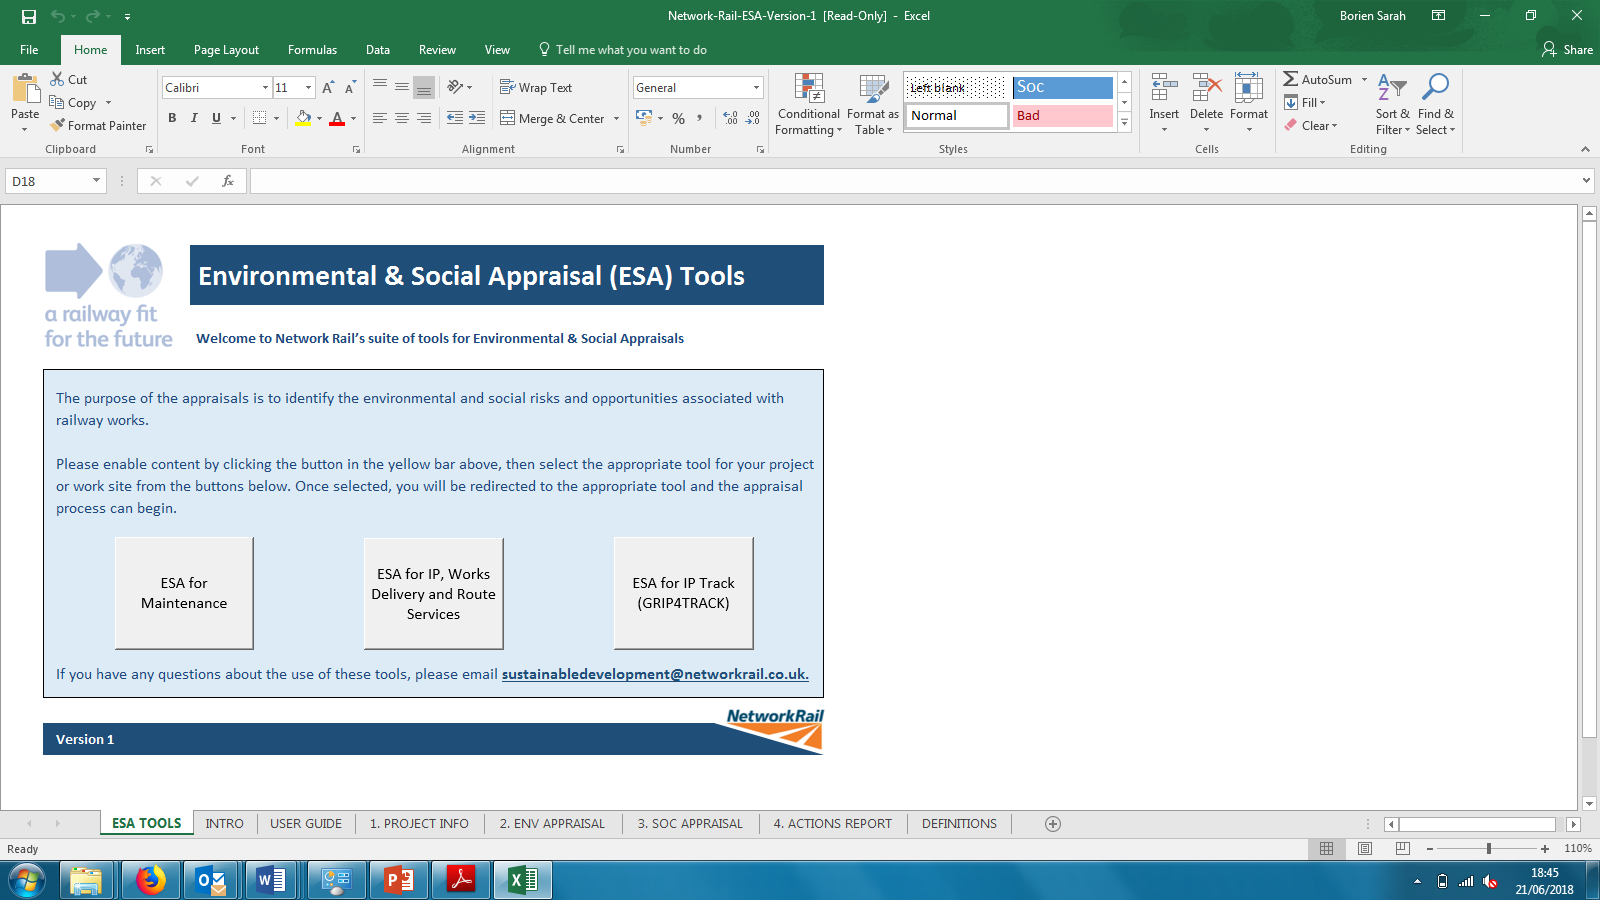 Network-Rail-ESA-Version-1 [Read-Only] - Excel
Borien Sarah
File Home Insert Page Layout Formulas Data Review View Tell me what you want to do Share
Paste
Cut
Copy
Format Painter
Clipboard
Calibri 11
B I U
Font
Wrap Text
Merge & Center
Alignment
General
%
Number
Conditional Formatting
Format as Table
Left blank
Soc
Normal
Bad
Styles
Insert Delete Format
Cells
AutoSum
Fill
Clear
Sort & Filter
Find & Select
Editing
D18
fx
a railway fit
for the future
Environmental & Social Appraisal (ESA) Tools
Welcome to Network Rail's suite of tools for Environmental & Social Appraisals
The purpose of the appraisals is to identify the environmental and social risks and opportunities associated with
railway works.
Please enable content by clicking the button in the yellow bar above, then select the appropriate tool for your project
or work site from the buttons below. Once selected, you will be redirected to the appropriate tool and the appraisal
process can begin.
ESA for
Maintenance
ESA for IP, Works
Delivery and Route
Services
ESA for IP Track
(GRIP4TRACK)
If you have any questions about the use of these tools, please email sustainabledevelopment@networkrail.co.uk.
NetworkRail
Version 1
ESA TOOLS INTRO USER GUIDE 1. PROJECT INFO 2. ENV APPRAISAL 3. SOC APPRAISAL 4. ACTIONS REPORT DEFINITIONS
Ready
110%
18:45
21/06/2018